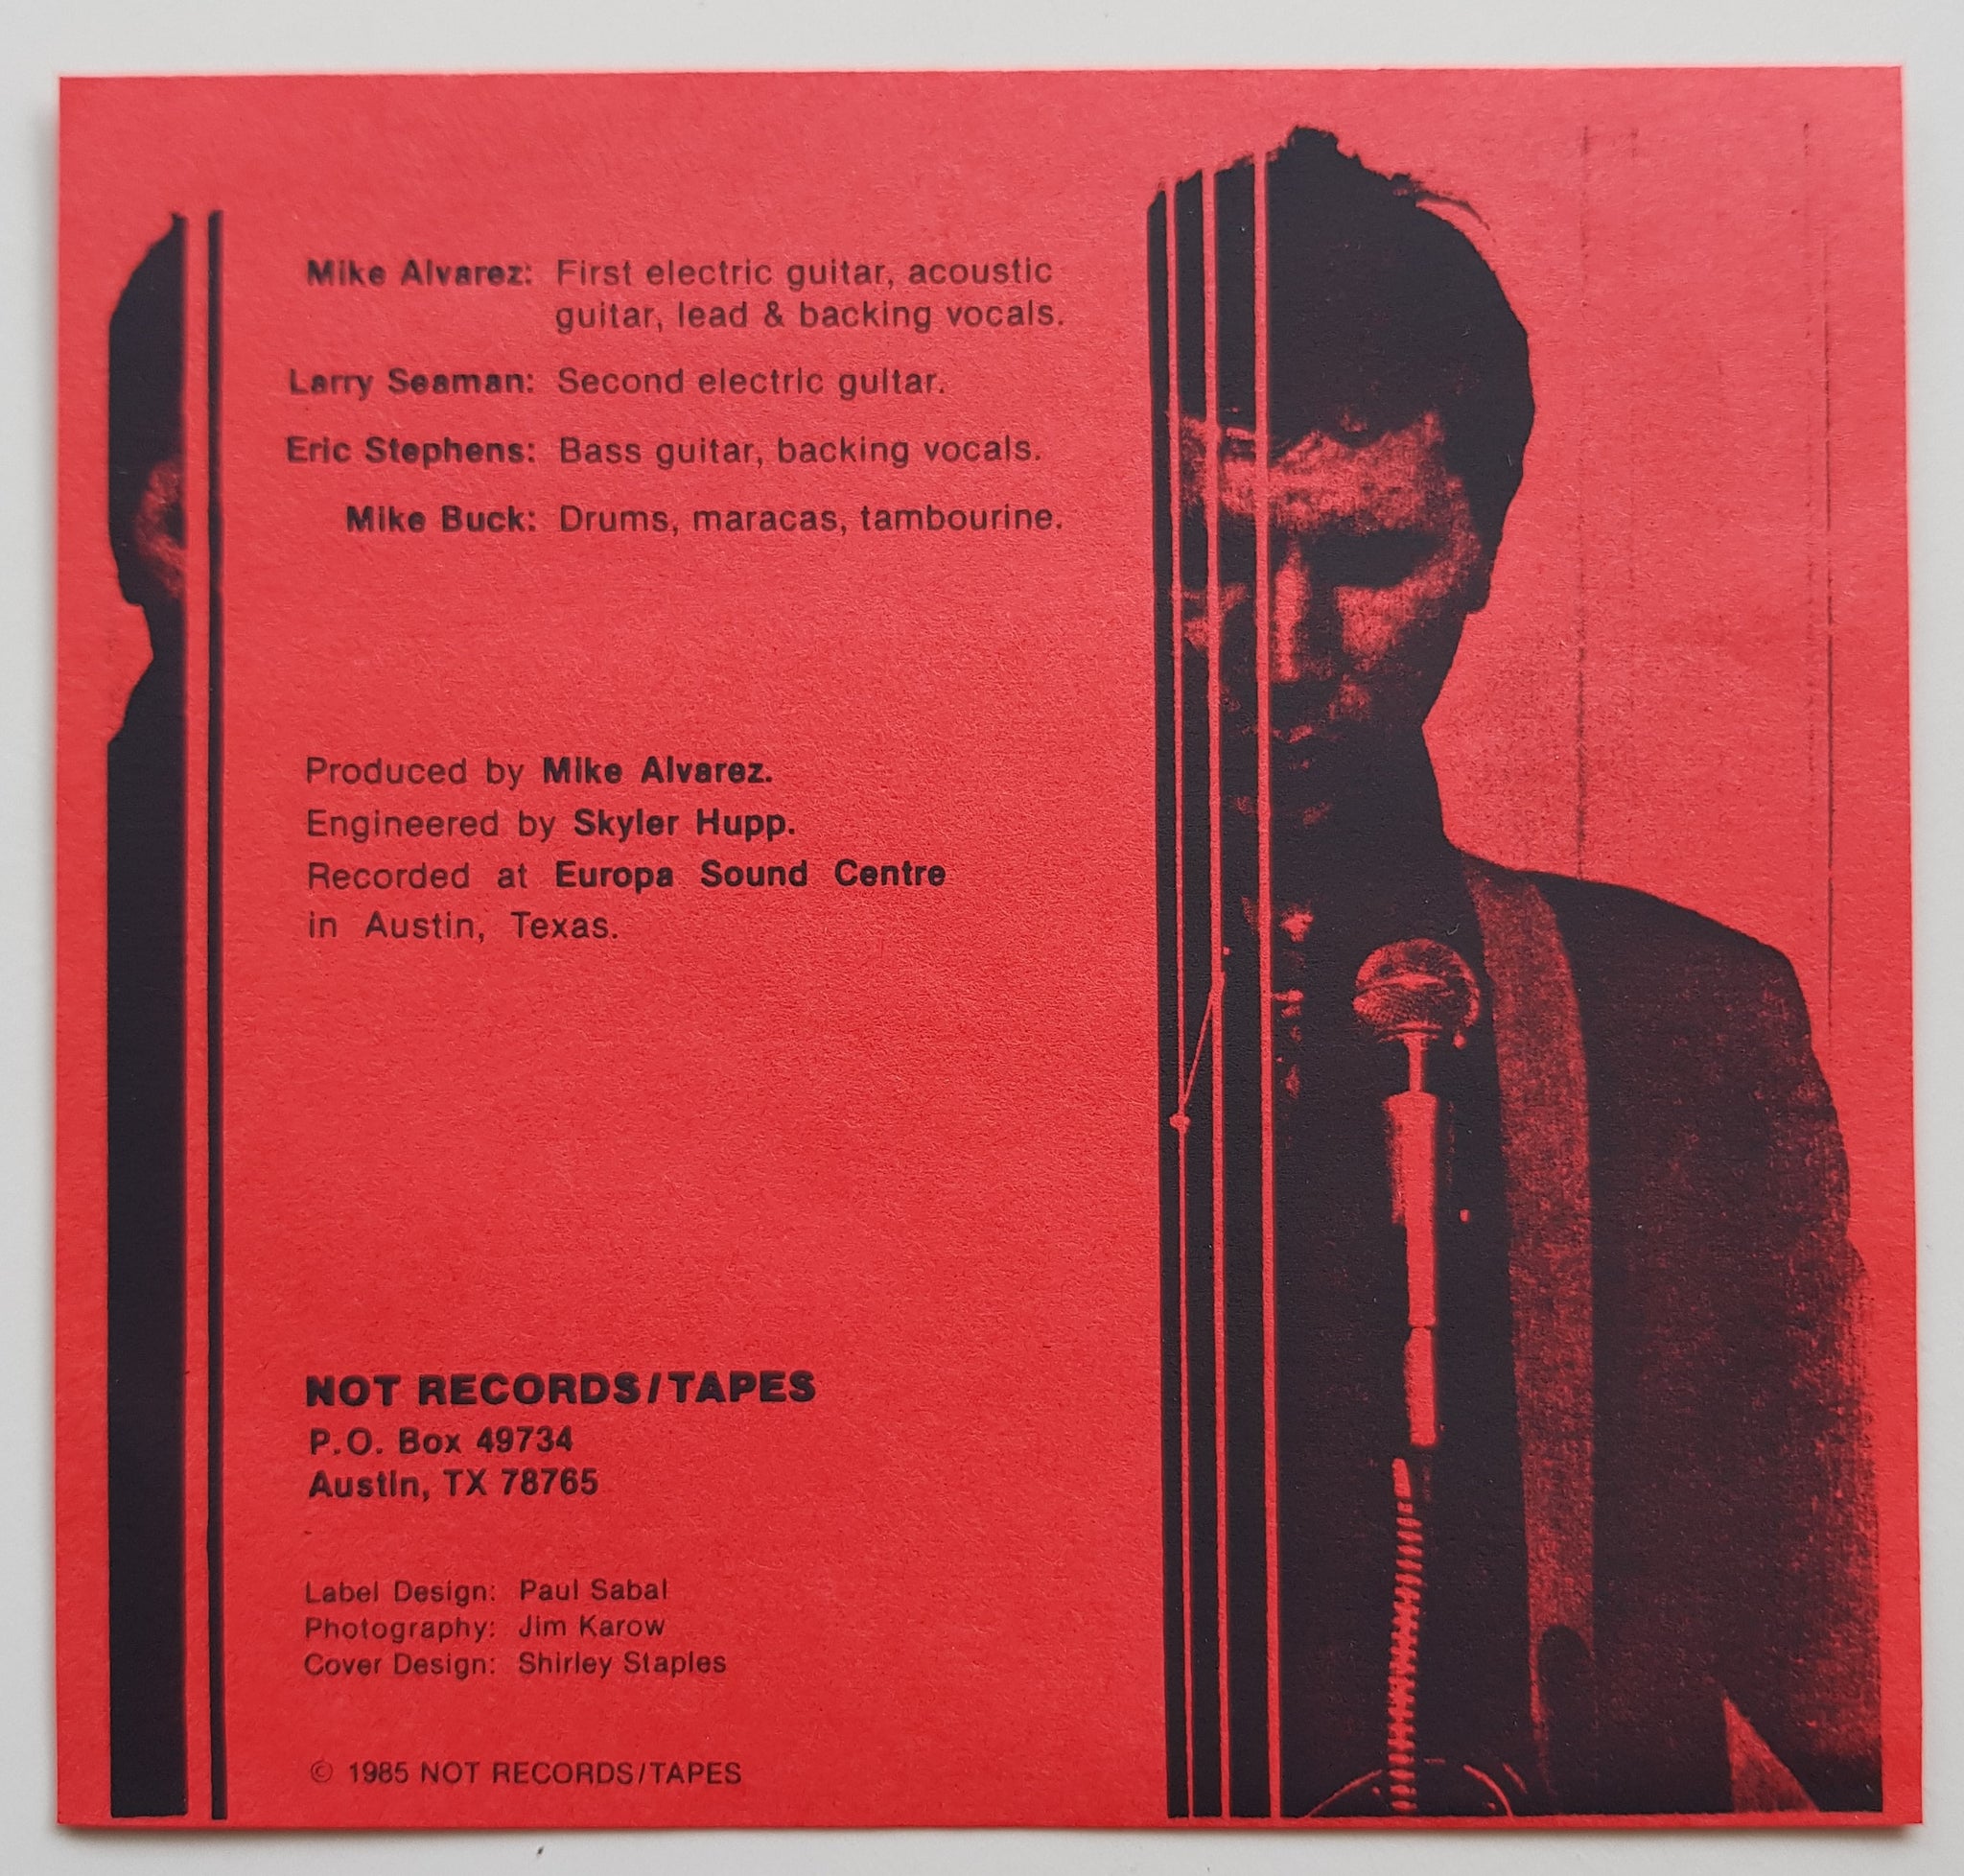 Mike Alvarez: First electric guitar, acoustic
guitar, lead & backing vocals.
Larry Seaman: Second electric guitar.
Eric Stephens: Bass guitar, backing vocals.
Mike Buck: Drums, maracas, tambourine.
Produced by Mike Alvarez.
Engineered by Skyler Hupp.
Recorded at Europa Sound Centre
in Austin, Texas.
NOT RECORDS/TAPES
P.O. Box 49734
Austin, TX 78765
Label Design: Paul Sabal
Photography: Jim Karow
Cover Design: Shirley Staples
© 1985 NOT RECORDS/TAPES